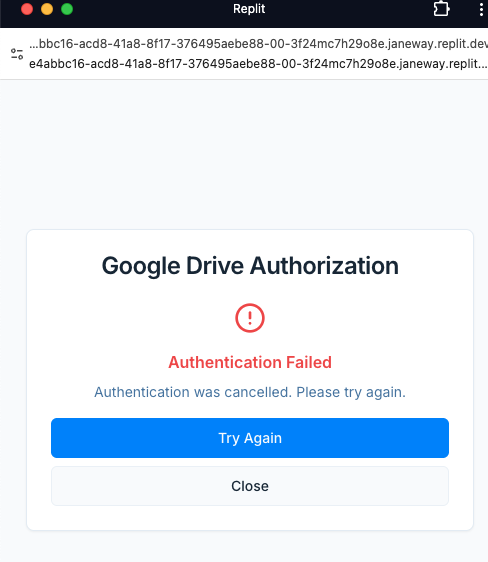 Replit
...bbc16-acd8-41a8-8f17-376495aebe88-00-3f24mc7h29o8e.janeway.replit.dev
e4abbc16-acd8-41a8-8f17-376495aebe88-00-3f24mc7h29o8e.janeway.replit...
Google Drive Authorization
Authentication Failed
Authentication was cancelled. Please try again.
Try Again
Close